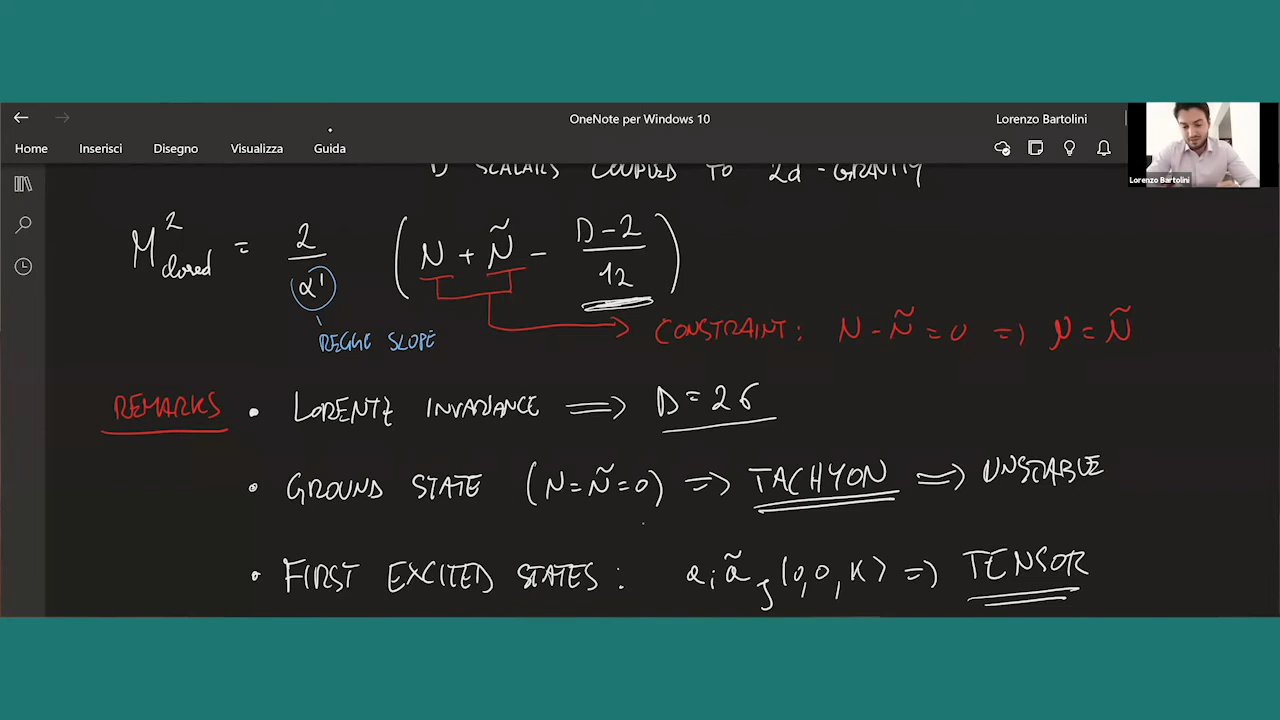 OneNote per Windows 10
Lorenzo Bartolini
Home Inserisci Disegno Visualizza Guida
Lorenzo Bartolini
D SCALARS COUPLED TO 2d-GRAVITY
M²closed = 2/α' (N + Ñ - (D-2)/12)
REGGE SLOPE
CONSTRAINT: N - Ñ = 0 => N = Ñ
REMARKS • LORENTZ INVARIANCE => D = 26
• GROUND STATE (N=Ñ=0) => TACHYON => UNSTABLE
• FIRST EXCITED STATES: α_i α̃_j |0,0,K> => TENSOR